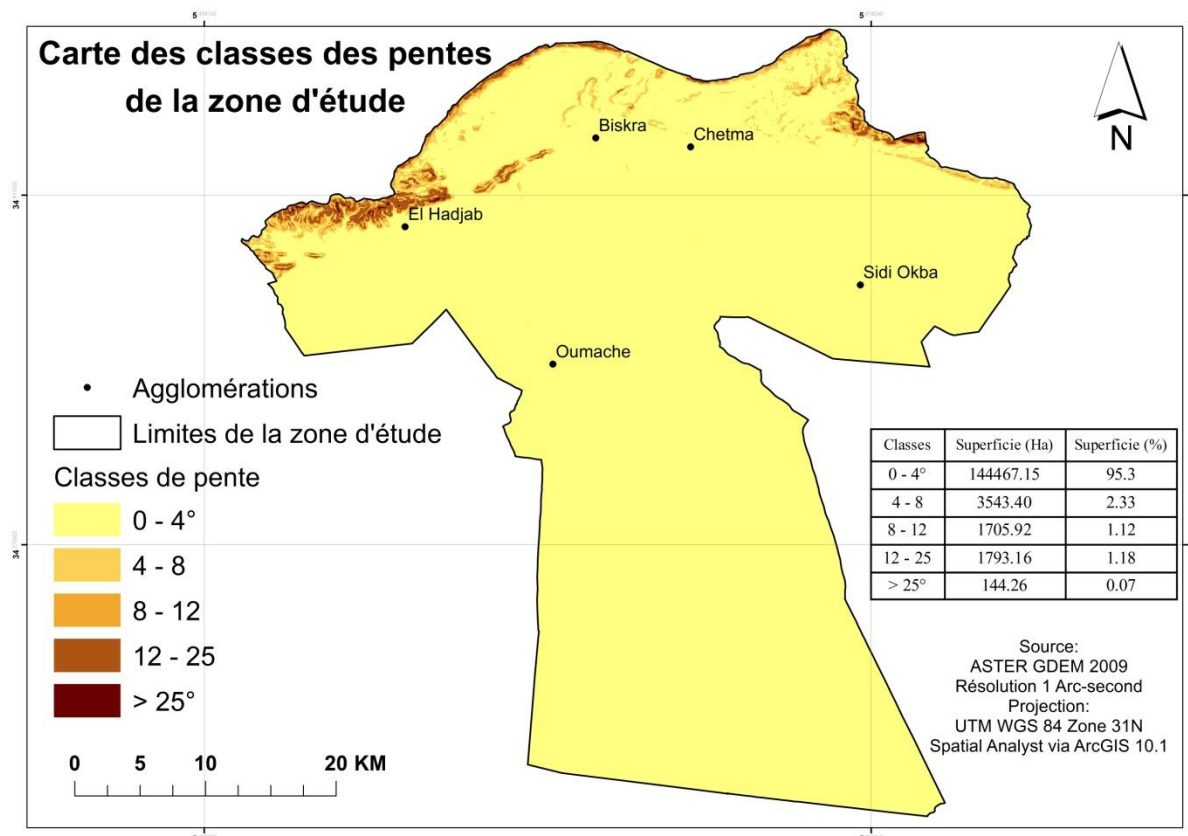 Carte des classes des pentes
de la zone d'étude
N
Biskra
Chetma
El Hadjab
Sidi Okba
Oumache
Agglomérations
Limites de la zone d'étude
Classes de pente
0 - 4°
4 - 8
8 - 12
12 - 25
> 25°
0 5 10 20 KM
Classes Superficie (Ha) Superficie (%)
0 - 4° 144467.15 95.3
4 - 8 3543.40 2.33
8 - 12 1705.92 1.12
12 - 25 1793.16 1.18
> 25° 144.26 0.07
Source:
ASTER GDEM 2009
Résolution 1 Arc-second
Projection:
UTM WGS 84 Zone 31N
Spatial Analyst via ArcGIS 10.1